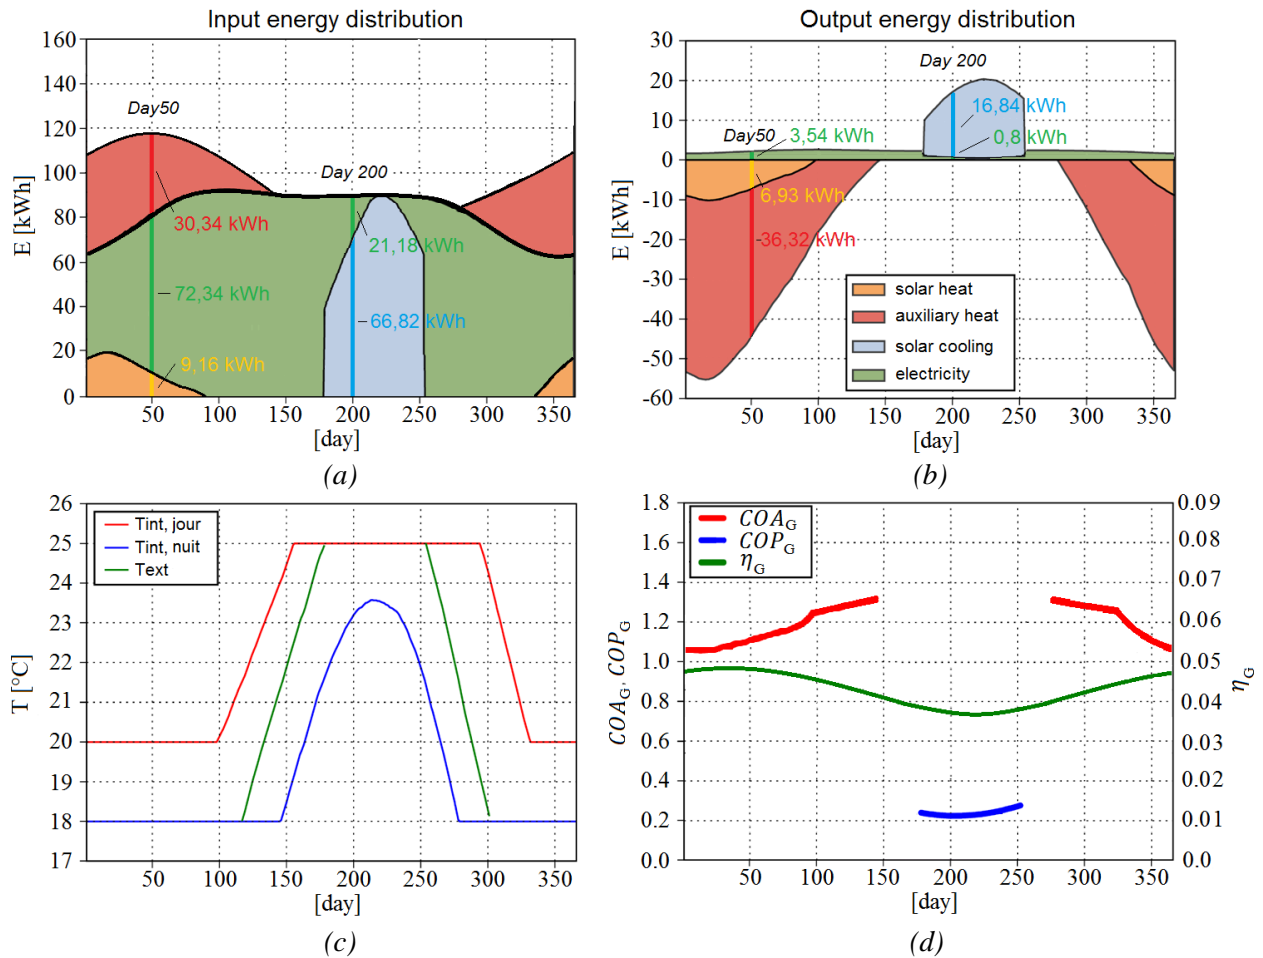 Input energy distribution
160
140
120
100
80
60
40
20
0
E [kWh]
Day50
Day 200
30,34 kWh
21,18 kWh
72,34 kWh
66,82 kWh
9,16 kWh
50
100
150
200
250
300
350
[day]
(a)
Output energy distribution
30
20
10
0
-10
-20
-30
-40
-50
-60
E [kWh]
Day 200
16,84 kWh
Day50
3,54 kWh
0,8 kWh
6,93 kWh
-36,32 kWh
solar heat
auxiliary heat
solar cooling
electricity
50
100
150
200
250
300
350
[day]
(b)
26
25
24
23
22
21
20
19
18
17
T [°C]
Tint, jour
Tint, nuit
Text
50
100
150
200
250
300
350
[day]
(c)
1.8
1.6
1.4
1.2
1.0
0.8
0.6
0.4
0.2
0.0
COA_G, COP_G
COA_G
COP_G
η_G
0.09
0.08
0.07
0.06
0.05
0.04
0.03
0.02
0.01
0.0
η_G
50
100
150
200
250
300
350
[day]
(d)